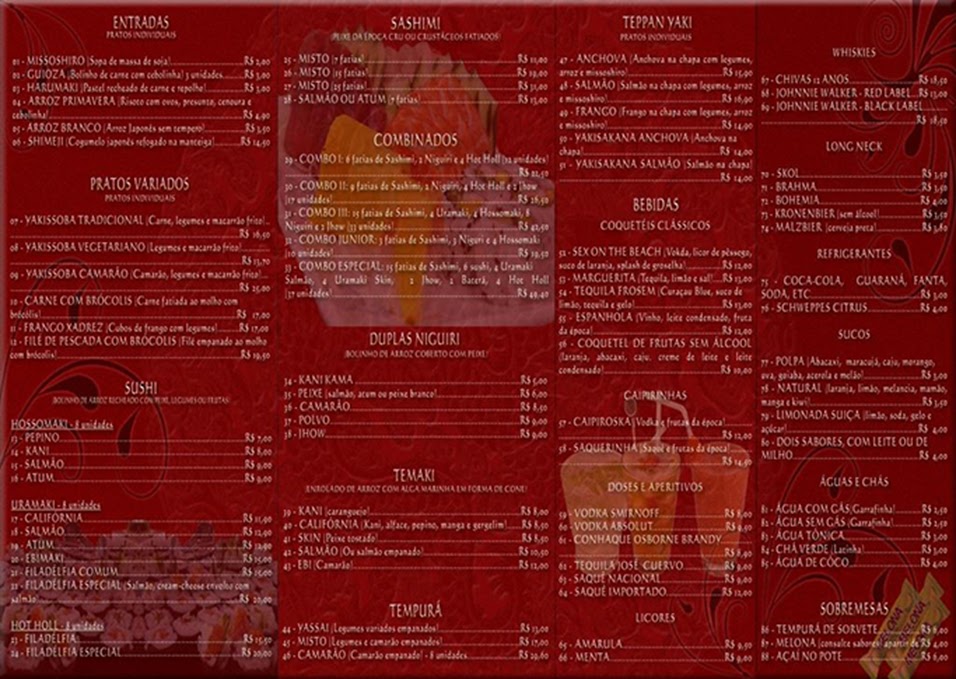 ENTRADAS
PRATOS INDIVIDUAIS
01 - MISSOSHIRO (Sopa de massa de soja) R$ 2,00
02 - GUIOZA (Bolinho de carne com cebolinha) 3 unidades R$ 3,00
03 - HARUMAKI (Pastel recheado de carne e repolho) R$ 3,00
04 - ARROZ PRIMAVERA (Risoto com ovos, presunto, cenoura e
cebolinha) R$ 4,90
05 - ARROZ BRANCO (Arroz Japonês sem tempero) R$ 3,50
06 - SHIMEJI (Cogumelo japonês refogado na manteiga) R$ 14,50
PRATOS VARIADOS
PRATOS INDIVIDUAIS
07 - YAKISSOBA TRADICIONAL (Carne, legumes e macarrão frito)
R$ 16,50
08 - YAKISSOBA VEGETARIANO (Legumes e macarrão frito)
R$ 13,70
09 - YAKISSOBA CAMARÃO (Camarão, legumes e macarrão frito)
R$ 25,00
10 - CARNE COM BRÓCOLIS (Carne fatiada ao molho com
brócolis) R$ 17,00
11 - FRANGO XADREZ (Cubos de frango com legumes) R$ 17,00
12 - FILÉ DE PESCADA COM BRÓCOLIS (Filé empanado ao molho
com brócolis) R$ 19,50
SUSHI
(BOLINHO DE ARROZ RECHEADO COM PEIXE, LEGUMES OU FRUTAS)
HOSSOMAKI - 8 unidades
13 - PEPINO R$ 7,00
14 - KANI R$ 8,00
15 - SALMÃO R$ 9,00
16 - ATUM R$ 9,00
URAMAKI - 8 unidades
17 - CALIFÓRNIA R$ 11,00
18 - SALMÃO R$ 12,00
19 - ATUM R$ 12,00
20 - EBIMAKI R$ 15,00
21 - FILADÉLFIA COMUM R$ 15,00
22 - FILADÉLFIA ESPECIAL (Salmão, cream-cheese envolto com
salmão) R$ 20,00
HOT HOLL - 8 unidades
23 - FILADÉLFIA R$ 15,50
24 - FILADÉLFIA ESPECIAL R$ 20,00
SASHIMI
(PEIXE DA ÉPOCA CRU OU CRUSTÁCEOS FATIADOS)
25 - MISTO (7 fatias) R$ 11,00
26 - MISTO (15 fatias) R$ 19,00
27 - MISTO (25 fatias) R$ 31,00
28 - SALMÃO OU ATUM (7 fatias) R$ 13,00
COMBINADOS
29 - COMBO I: 6 fatias de Sashimi, 2 Niguiri e 4 Hot Holl (12 unidades)
R$ 21,50
30 - COMBO II: 9 fatias de Sashimi, 2 Niguiri, 4 Hot Holl e 2 Jhow
(17 unidades) R$ 28,50
31 - COMBO III: 15 fatias de Sashimi, 4 Uramaki, 4 Hossomaki, 8
Niguiri e 2 Jhow (33 unidades) R$ 42,50
32 - COMBO JUNIOR: 3 fatias de Sashimi, 3 Niguiri e 4 Hossomaki
(10 unidades) R$ 18,50
33 - COMBO ESPECIAL: 15 fatias de Sashimi, 6 sushi, 4 Uramaki
Salmão, 4 Uramaki Skin, 2 Jhow, 2 Baterá, 4 Hot Holl
(37 unidades) R$ 49,40
DUPLAS NIGUIRI
(BOLINHO DE ARROZ COBERTO COM PEIXE)
34 - KANI KAMA R$ 5,00
35 - PEIXE (salmão, atum ou peixe branco) R$ 6,00
36 - CAMARÃO R$ 9,00
37 - POLVO R$ 9,00
38 - JHOW R$ 9,00
TEMAKI
(ENROLADO DE ARROZ COM ALGA MARINHA EM FORMA DE CONE)
39 - KANI (caranguejo) R$ 8,00
40 - CALIFÓRNIA (Kani, alface, pepino, manga e gergelim) R$ 8,50
41 - SKIN (Peixe tostado) R$ 8,50
42 - SALMÃO (Ou salmão empanado) R$ 10,00
43 - EBI (Camarão) R$ 12,00
TEMPURÁ
44 - YASSAI (Legumes variados empanados) R$ 13,00
45 - MISTO (Legumes e camarão empanados) R$ 17,00
46 - CAMARÃO (Camarão empanado) - 8 unidades R$ 29,60
TEPPAN YAKI
PRATOS INDIVIDUAIS
47 - ANCHOVA (Anchova na chapa com legumes,
arroz e missoshiro) R$ 15,90
48 - SALMÃO (Salmão na chapa com legumes, arroz
e missoshiro) R$ 16,90
49 - FRANGO (Frango na chapa com legumes, arroz
e missoshiro) R$ 14,90
50 - YAKISAKANA ANCHOVA (Anchova na
chapa) R$ 14,00
51 - YAKISAKANA SALMÃO (Salmão na chapa)
R$ 14,00
BEBIDAS
COQUETÉIS CLÁSSICOS
52 - SEX ON THE BEACH (Vokda, licor de pêssego,
suco de laranja, splash de groselha) R$ 12,00
53 - MARGUERITA (Tequila, limão e sal) R$ 13,00
54 - TEQUILA FROSEM (Curaçau Blue, suco de
limão, tequila e gelo) R$ 13,00
55 - ESPANHOLA (Vinho, leite condensado, fruta
da época) R$ 12,00
56 - COQUETEL DE FRUTAS SEM ÁLCOOL
(laranja, abacaxi, caju, creme de leite e leite
condensado) R$ 10,00
CAIPIRINHAS
57 - CAIPIROSKA (Vodka e frutas da época)
R$ 12,00
58 - SAQUERINHA (Saquê e frutas da época)
R$ 14,50
DOSES E APERITIVOS
59 - VODKA SMIRNOFF R$ 8,00
60 - VODKA ABSOLUT R$ 9,50
66 - CONHAQUE OSBORNE BRANDY
R$ 8,90
61 - TEQUILA JOSÉ CUERVO R$ 9,00
63 - SAQUÊ NACIONAL R$ 9,00
64 - SAQUÊ IMPORTADO R$ 12,00
LICORES
65 - AMARULA R$ 9,00
66 - MENTA R$ 9,00
WHISKIES
67 - CHIVAS 12 ANOS R$ 18,50
68 - JOHNNIE WALKER - RED LABEL R$ 13,00
69 - JOHNNIE WALKER - BLACK LABEL
R$ 18,50
LONG NECK
70 - SKOL R$ 3,50
71 - BRAHMA R$ 3,50
72 - BOHEMIA R$ 4,00
73 - KRONENBIER (sem álcool) R$ 3,50
74 - MALZBIER (cerveja preta) R$ 3,80
REFRIGERANTES
75 - COCA-COLA, GUARANÁ, FANTA,
SODA, ETC R$ 3,00
76 - SCHWEPPES CITRUS R$ 3,00
SUCOS
77 - POLPA (Abacaxi, maracujá, caju, morango,
uva, goiaba, acerola e melão) R$ 3,00
78 - NATURAL (laranja, limão, melancia, mamão,
manga e kiwi) R$ 3,50
79 - LIMONADA SUIÇA (limão, soda, gelo e
açúcar) R$ 4,00
80 - DOIS SABORES, COM LEITE OU DE
MILHO R$ 4,00
ÁGUAS E CHÁS
81 - ÁGUA COM GÁS (Garrafinha) R$ 2,50
82 - ÁGUA SEM GÁS (Garrafinha) R$ 2,50
83 - ÁGUA TÔNICA R$ 3,00
84 - CHÁ VERDE (Latinha) R$ 3,00
85 - ÁGUA DE CÔCO R$ 4,00
SOBREMESAS
86 - TEMPURÁ DE SORVETE R$ 8,00
87 - MELONA (consulte sabores) R$ 4,00
88 - AÇAÍ NO POTE R$ 6,00